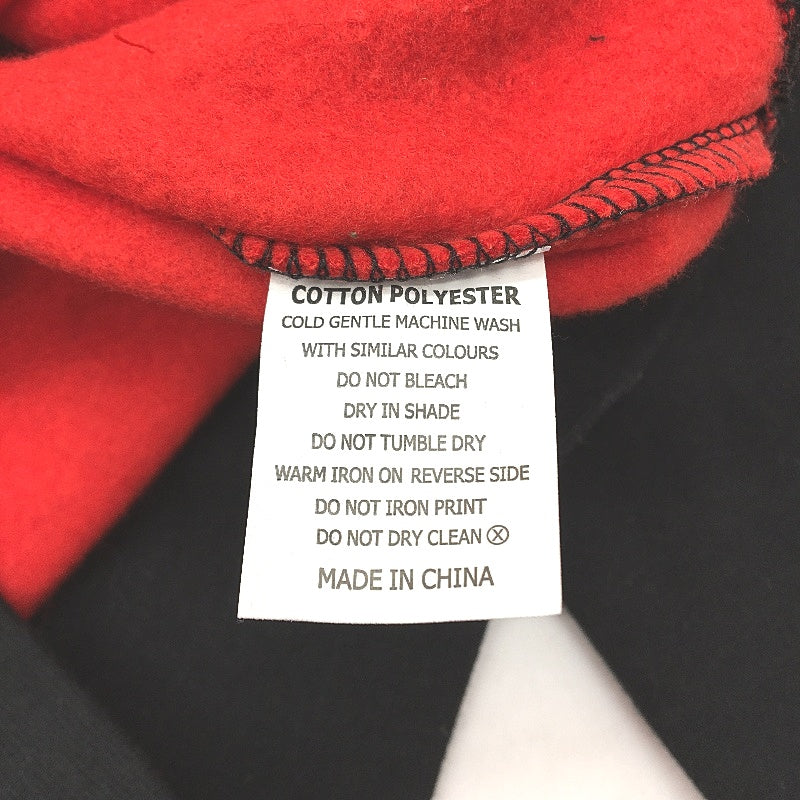 COTTON POLYESTER
COLD GENTLE MACHINE WASH
WITH SIMILAR COLOURS
DO NOT BLEACH
DRY IN SHADE
DO NOT TUMBLE DRY
WARM IRON ON REVERSE SIDE
DO NOT IRON PRINT
DO NOT DRY CLEAN ⓧ
MADE IN CHINA